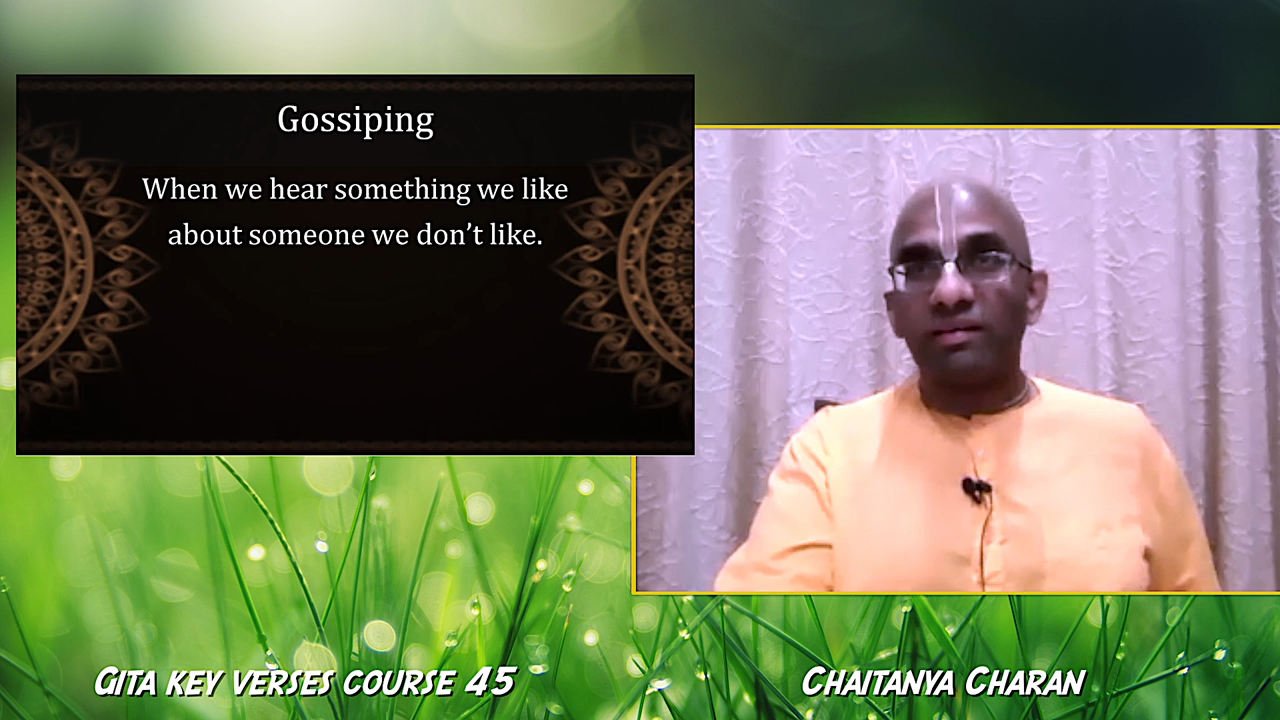 Gossiping
When we hear something we like
about someone we don't like.
GITA KEY VERSES COURSE 45
CHAITANYA CHARAN